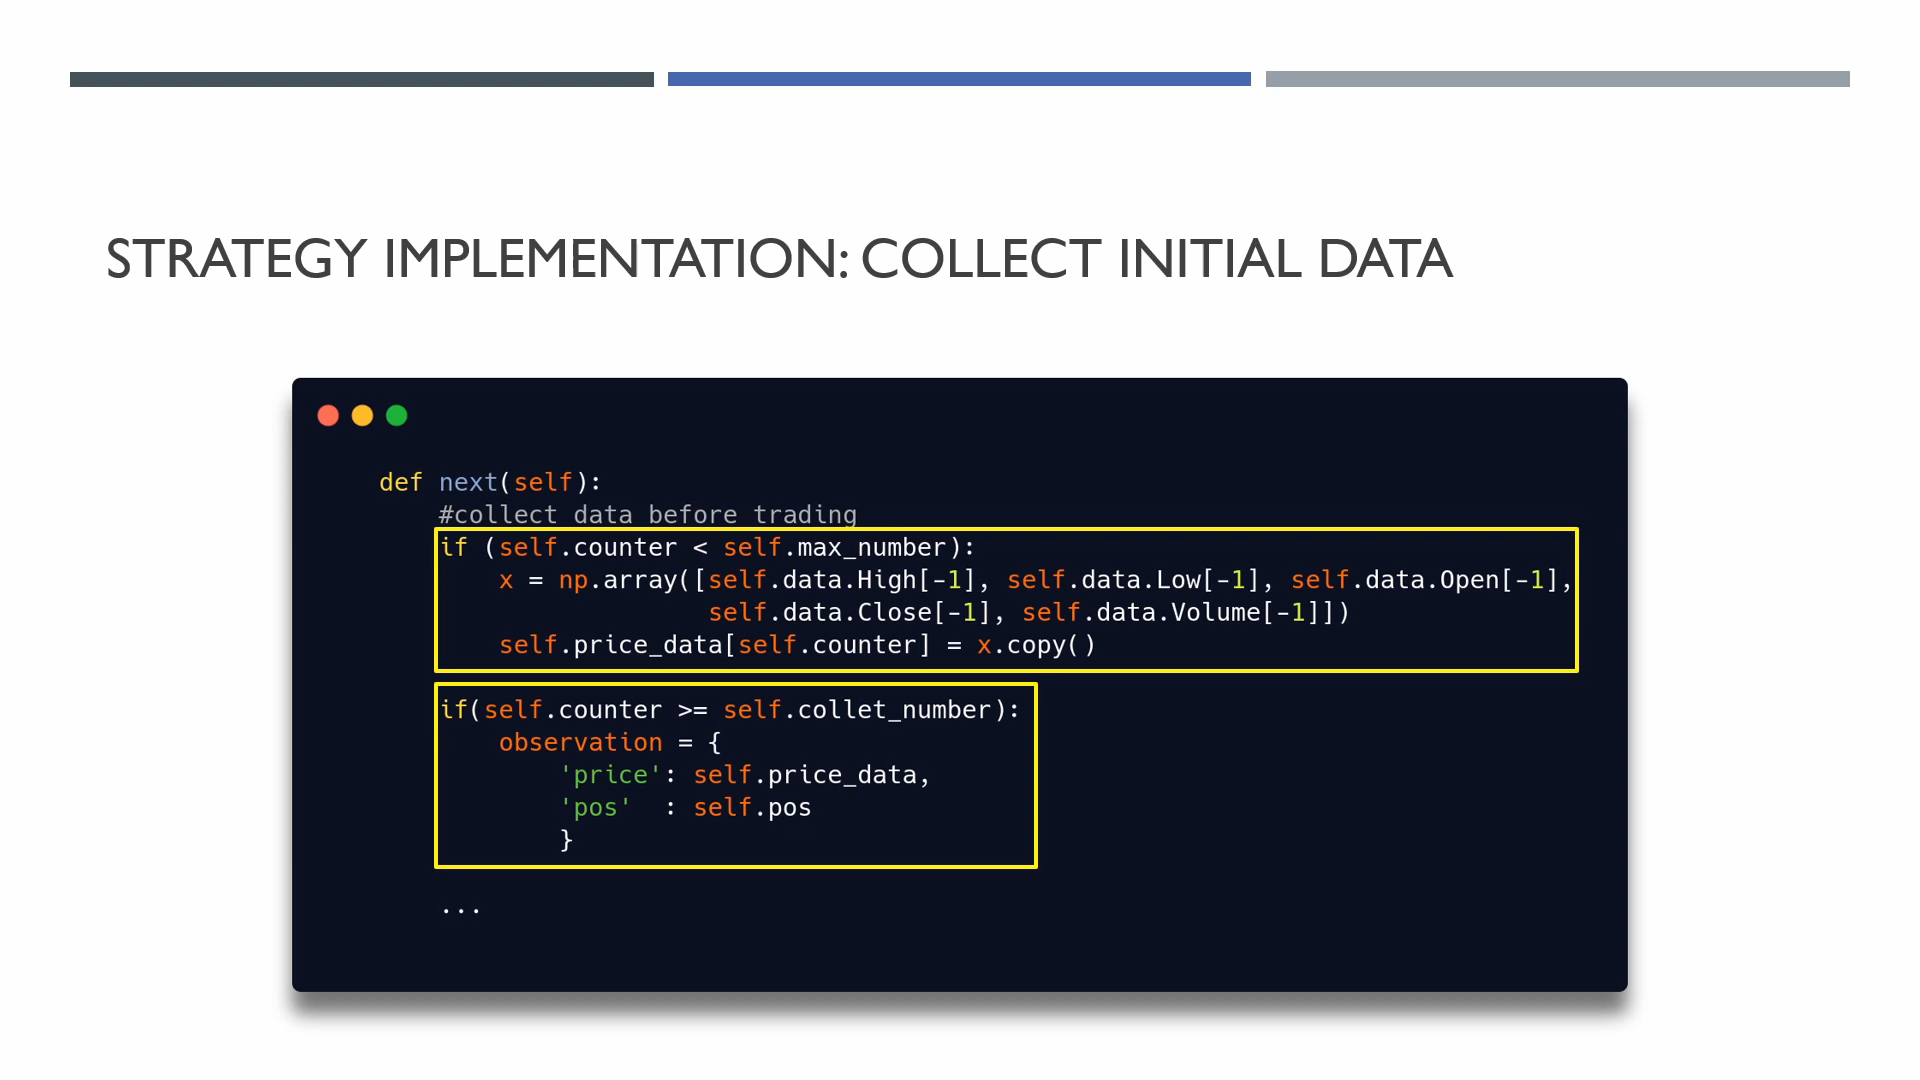 STRATEGY IMPLEMENTATION: COLLECT INITIAL DATA
def next(self):
#collect data before trading
if (self.counter < self.max_number):
x = np.array([self.data.High[-1], self.data.Low[-1], self.data.Open[-1],
self.data.Close[-1], self.data.Volume[-1]])
self.price_data[self.counter] = x.copy()
if(self.counter >= self.collet_number):
observation = {
'price': self.price_data,
'pos'  : self.pos
}
...